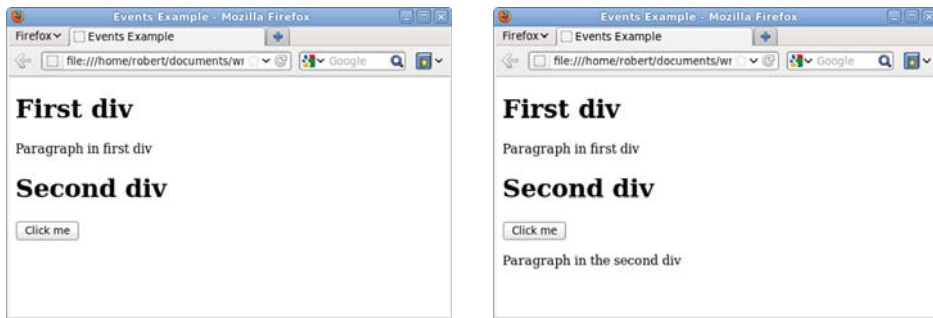 Events Example - Mozilla Firefox
Firefox
Events Example
file:///home/robert/documents/wr
Google
First div
Paragraph in first div
Second div
Click me
Events Example - Mozilla Firefox
Firefox
Events Example
file:///home/robert/documents/wr
Google
First div
Paragraph in first div
Second div
Click me
Paragraph in the second div